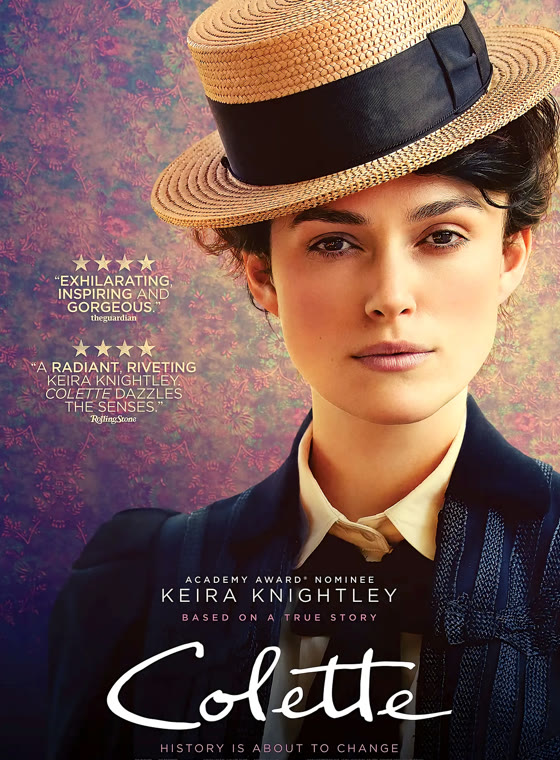 ★★★★
“EXHILARATING,
INSPIRING AND
GORGEOUS.”
theguardian
★★★★
“A RADIANT, RIVETING
KEIRA KNIGHTLEY.
COLETTE DAZZLES
THE SENSES.”
RollingStone
ACADEMY AWARD® NOMINEE
KEIRA KNIGHTLEY
BASED ON A TRUE STORY
Colette
HISTORY IS ABOUT TO CHANGE